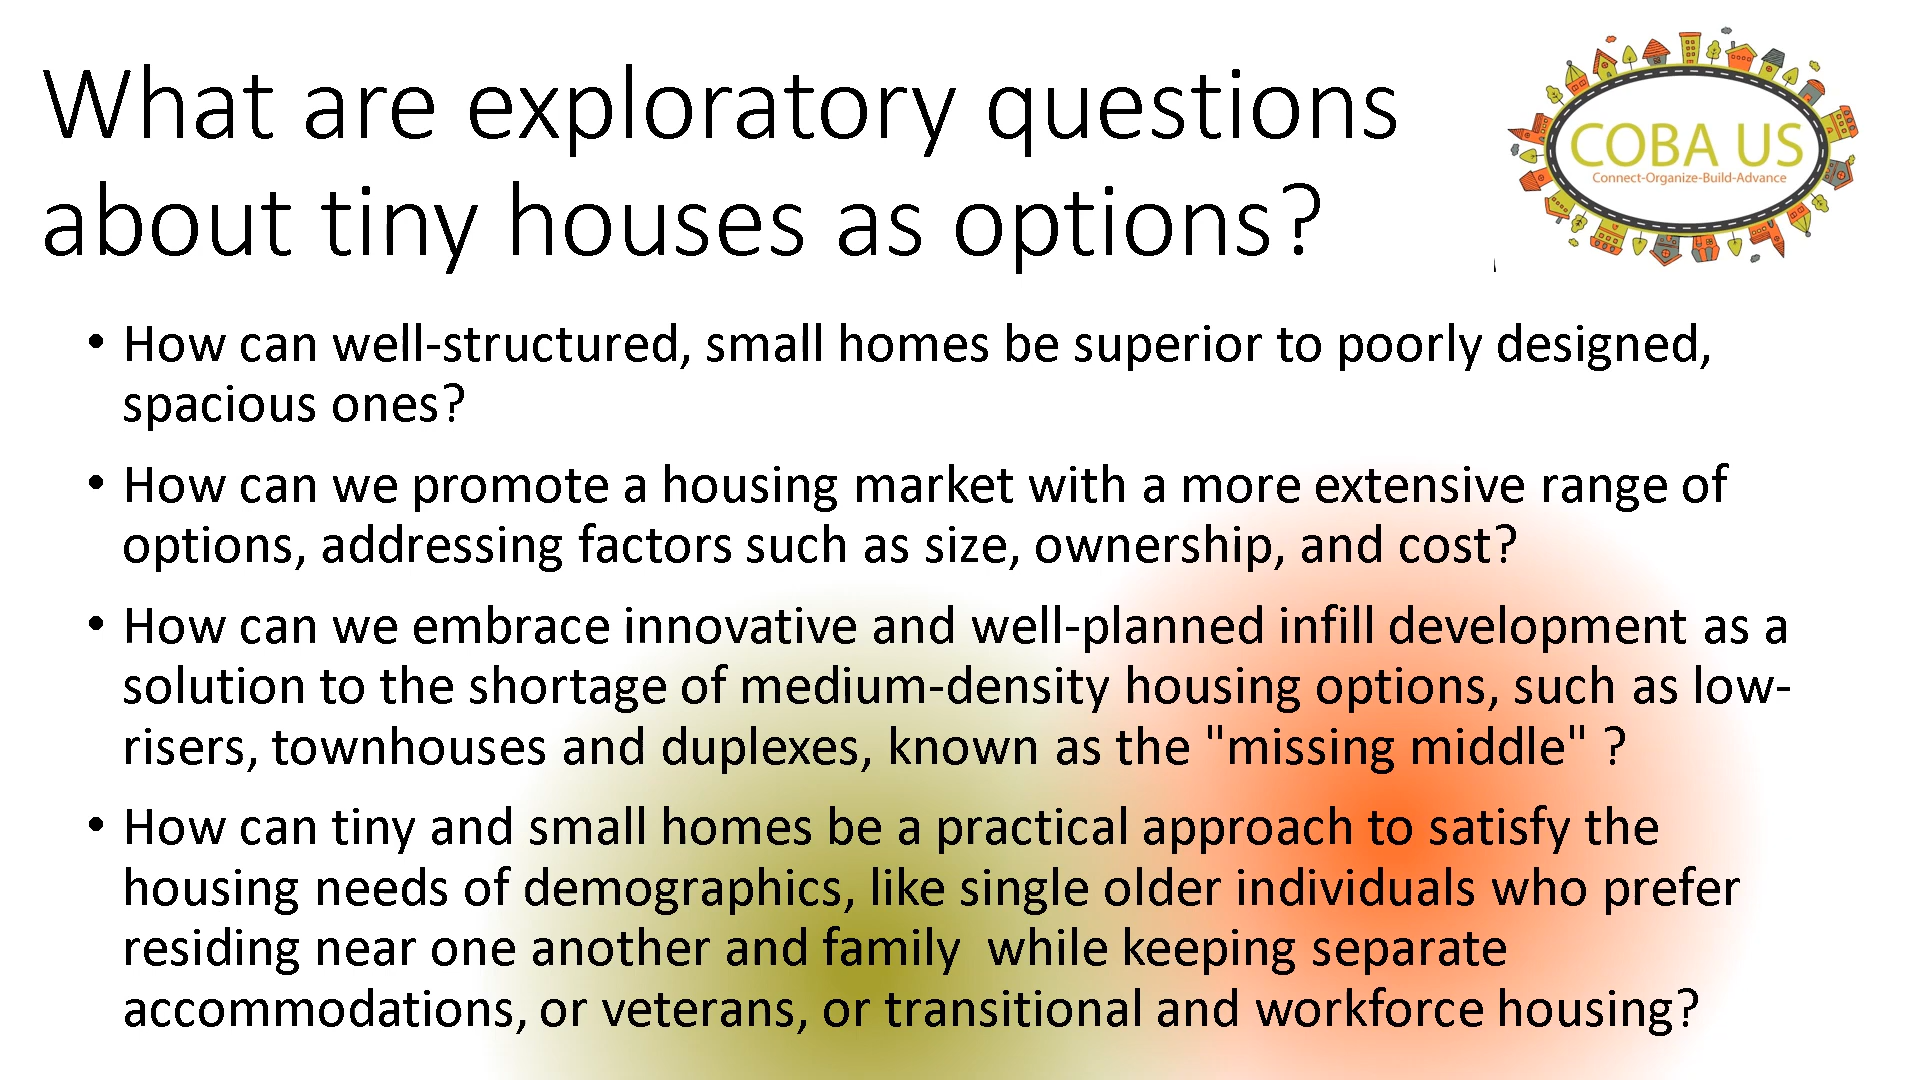 What are exploratory questions
about tiny houses as options?
COBA US
Connect-Organize-Build-Advance
• How can well-structured, small homes be superior to poorly designed,
spacious ones?
• How can we promote a housing market with a more extensive range of
options, addressing factors such as size, ownership, and cost?
• How can we embrace innovative and well-planned infill development as a
solution to the shortage of medium-density housing options, such as low-
risers, townhouses and duplexes, known as the "missing middle" ?
• How can tiny and small homes be a practical approach to satisfy the
housing needs of demographics, like single older individuals who prefer
residing near one another and family  while keeping separate
accommodations, or veterans, or transitional and workforce housing?